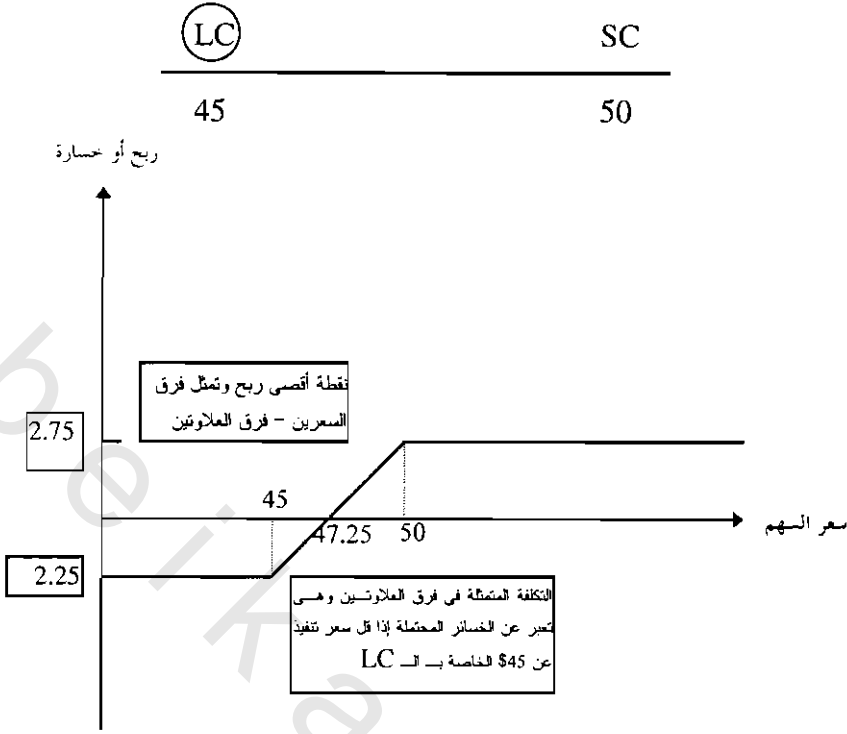 LC SC
45 50
ربح أو خسارة
نقطة أقصى ربح وتمثل فرق
السعرين - فرق العلاوتين
2.75
45
47.25 50
سعر السهم
2.25
التكلفة المتمثلة في فرق العلاوتين وهي
تعبر عن الخسائر المحتملة إذا قل سعر تنفيذ
عن 45$ الخاصة بـ الـ LC
b e i k e